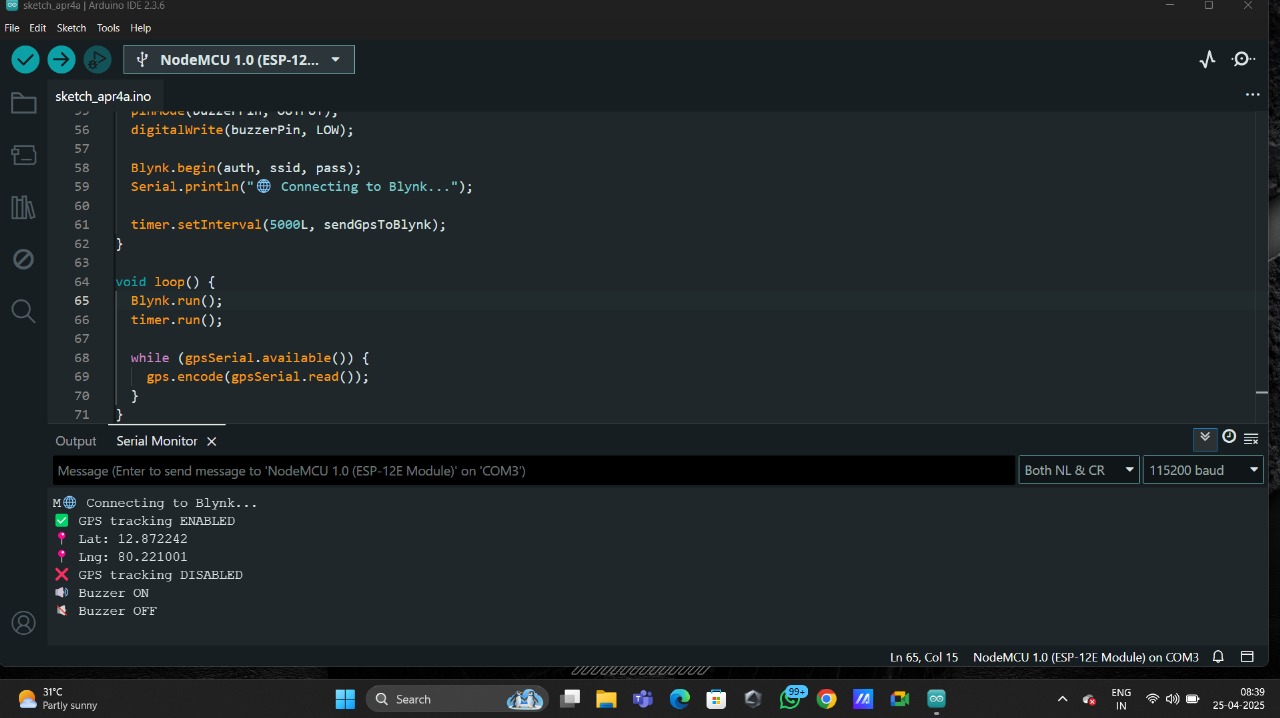 sketch_apr4a | Arduino IDE 2.3.6
File Edit Sketch Tools Help
NodeMCU 1.0 (ESP-12...
sketch_apr4a.ino
55 pinMode(buzzerPin, OUTPUT);
56 digitalWrite(buzzerPin, LOW);
57
58 Blynk.begin(auth, ssid, pass);
59 Serial.println("🌐 Connecting to Blynk...");
60
61 timer.setInterval(5000L, sendGpsToBlynk);
62 }
63
64 void loop() {
65 Blynk.run();
66 timer.run();
67
68 while (gpsSerial.available()) {
69 gps.encode(gpsSerial.read());
70 }
71 }
Output Serial Monitor
Message (Enter to send message to 'NodeMCU 1.0 (ESP-12E Module)' on 'COM3')
Both NL & CR 115200 baud
M🌐 Connecting to Blynk...
✅ GPS tracking ENABLED
📍 Lat: 12.872242
📍 Lng: 80.221001
❌ GPS tracking DISABLED
🔊 Buzzer ON
🔇 Buzzer OFF
Ln 65, Col 15 NodeMCU 1.0 (ESP-12E Module) on COM3
31°C
Partly sunny
Search
99+
ENG
IN
08:39
25-04-2025